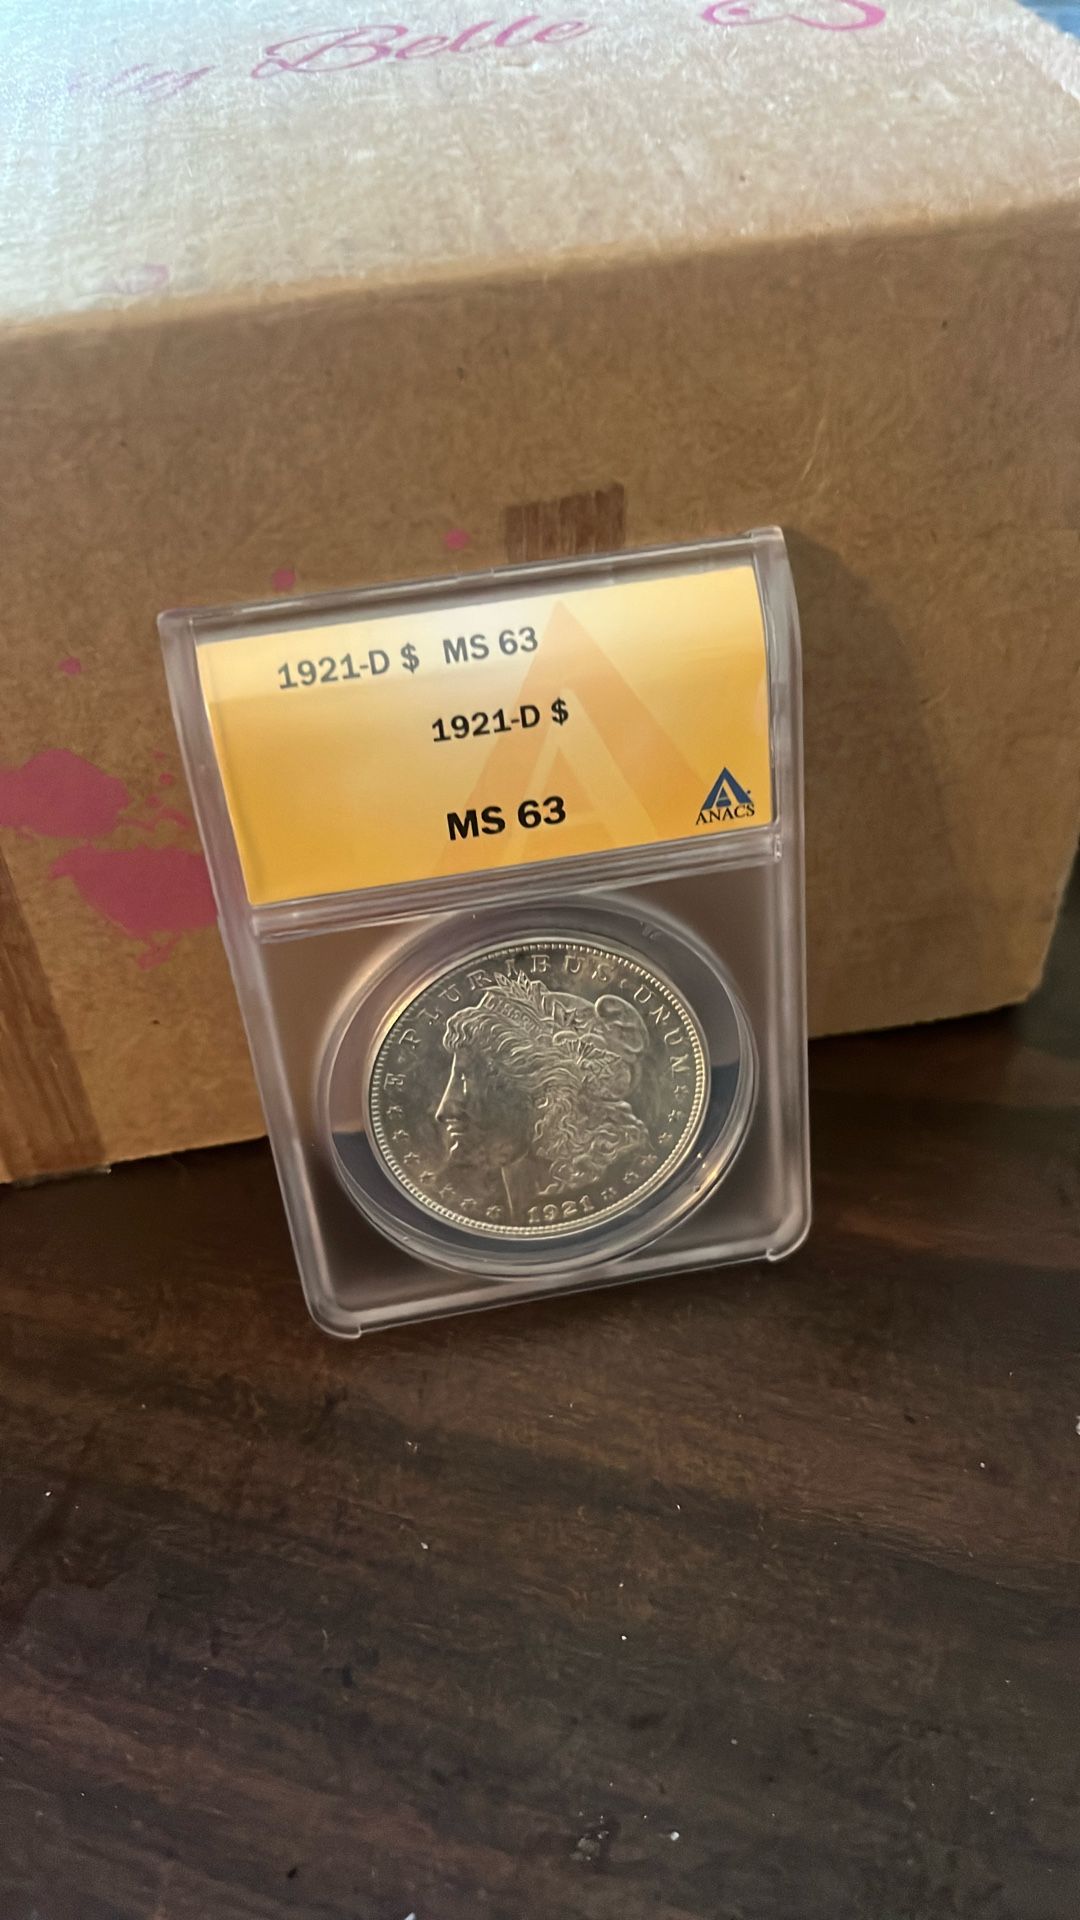 Belle
1921-D $ MS 63
1921-D $
MS 63
ANACS
E·PLURIBUS·UNUM
LIBERTY
1921